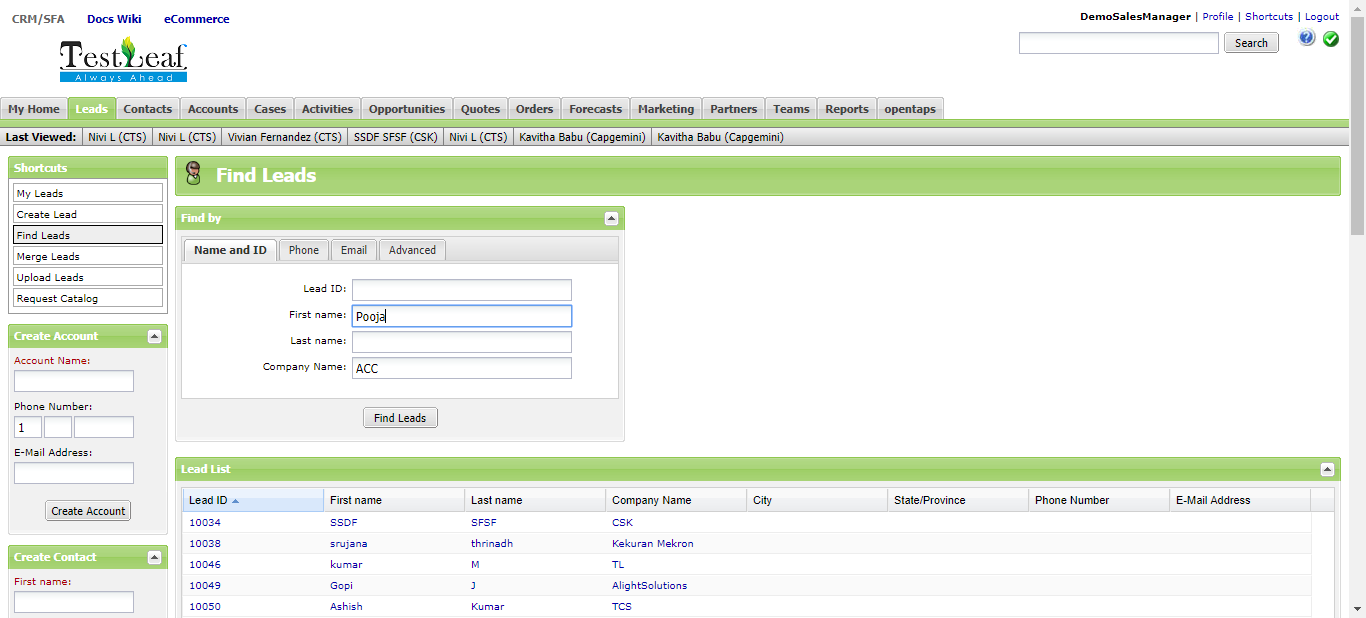 CRM/SFA Docs Wiki eCommerce
DemoSalesManager | Profile | Shortcuts | Logout
TestLeaf
Always Ahead
Search
My Home Leads Contacts Accounts Cases Activities Opportunities Quotes Orders Forecasts Marketing Partners Teams Reports opentaps
Last Viewed: Nivi L (CTS) Nivi L (CTS) Vivian Fernandez (CTS) SSDF SFSF (CSK) Nivi L (CTS) Kavitha Babu (Capgemini) Kavitha Babu (Capgemini)
Shortcuts
My Leads
Create Lead
Find Leads
Merge Leads
Upload Leads
Request Catalog
Create Account
Account Name:
Phone Number:
1
E-Mail Address:
Create Account
Create Contact
First name:
Find Leads
Find by
Name and ID Phone Email Advanced
Lead ID:
First name: Pooja
Last name:
Company Name: ACC
Find Leads
Lead List
Lead ID First name Last name Company Name City State/Province Phone Number E-Mail Address
10034 SSDF SFSF CSK
10038 srujana thrinadh Kekuran Mekron
10046 kumar M TL
10049 Gopi J AlightSolutions
10050 Ashish Kumar TCS